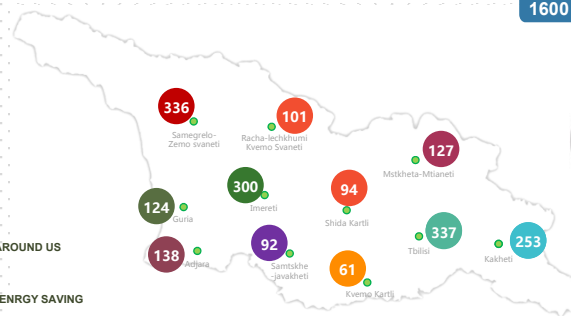 1600
336
Samegrelo-
Zemo svaneti
101
Racha-lechkhumi
Kvemo Svaneti
127
Mstkheta-Mtianeti
300
Imereti
94
Shida Kartli
124
Guria
138
Adjara
92
Samtskhe
-javakheti
337
Tbilisi
253
Kakheti
61
Kvemo Kartli
AROUND US
ENRGY SAVING